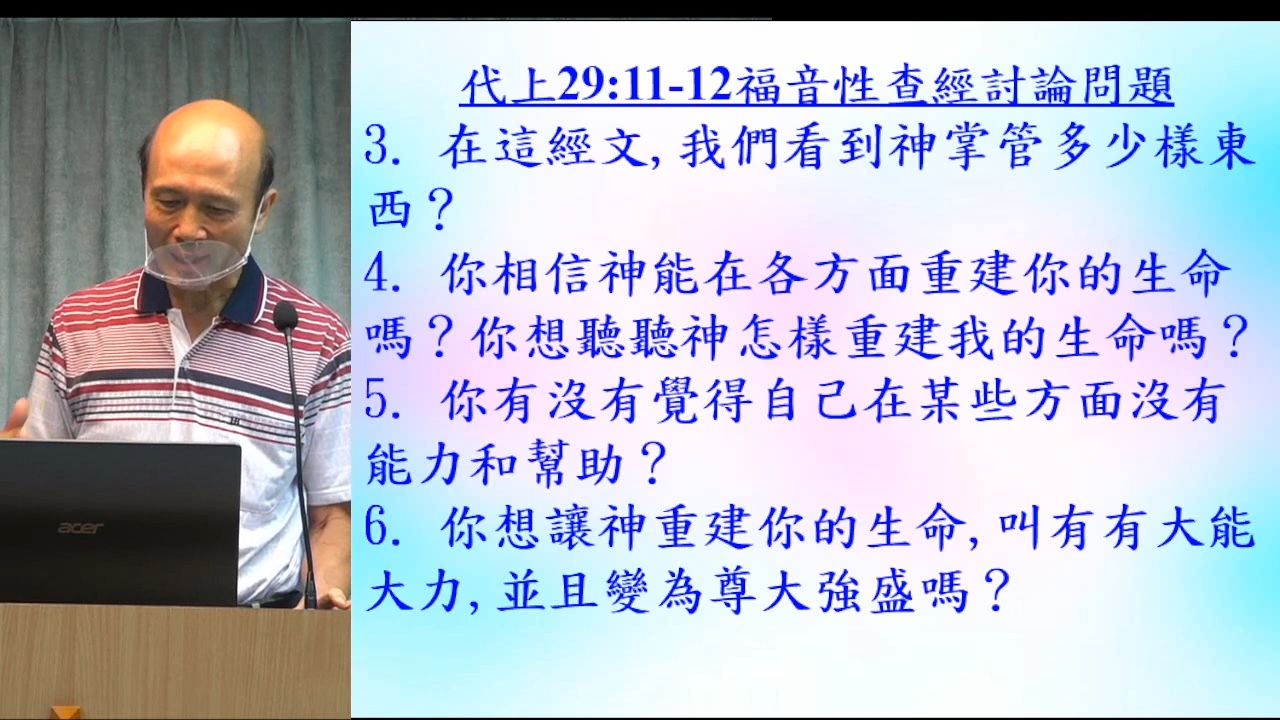 代上29:11-12福音性查經討論問題
3. 在這經文,我們看到神掌管多少樣東
西？
4. 你相信神能在各方面重建你的生命
嗎？你想聽聽神怎樣重建我的生命嗎？
5. 你有沒有覺得自己在某些方面沒有
能力和幫助？
6. 你想讓神重建你的生命,叫有有大能
大力,並且變為尊大強盛嗎？
acer